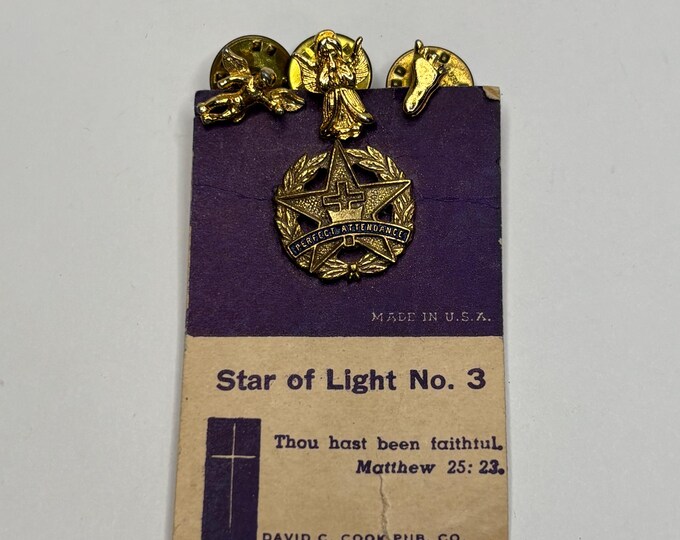 PERFECT ATTENDANCE
MADE IN U.S.A.
Star of Light No. 3
Thou hast been faithful.
Matthew 25: 23.
DAVID C. COOK PUB. CO.